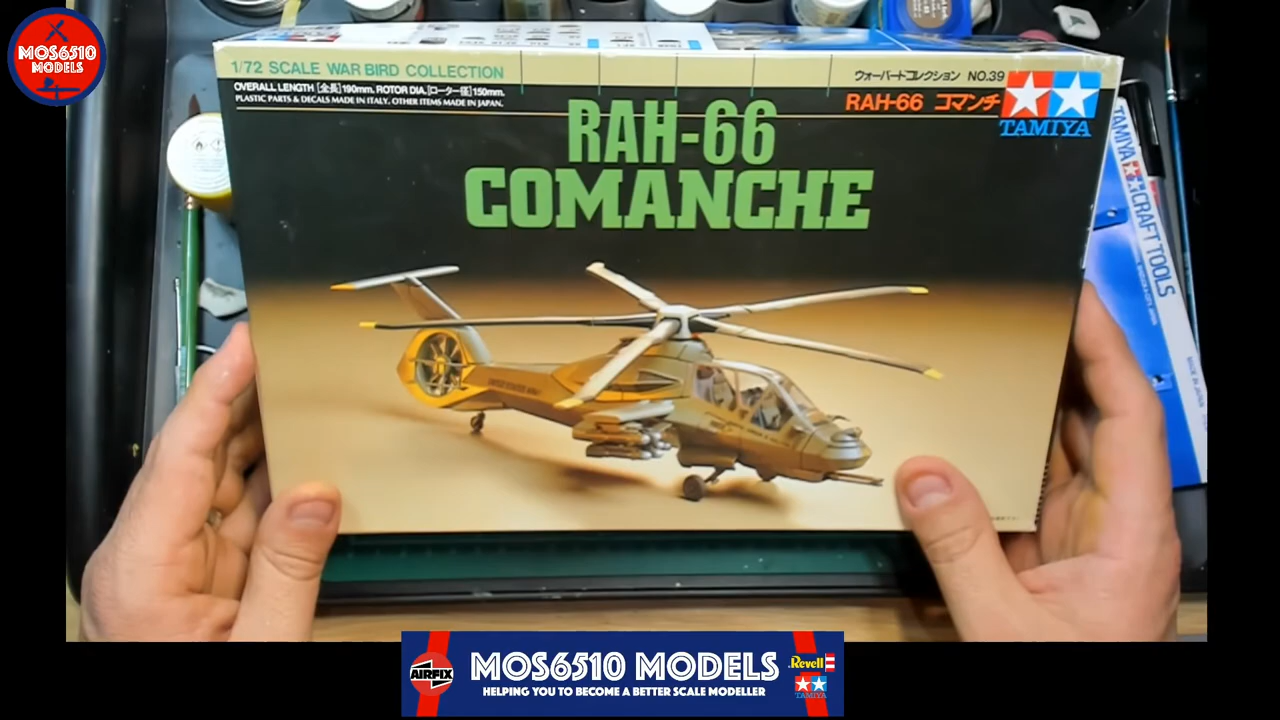 MOS6510
MODELS
1/72 SCALE WAR BIRD COLLECTION
OVERALL LENGTH [全長]190mm. ROTOR DIA.[ローター径]150mm.
PLASTIC PARTS & DECALS MADE IN ITALY. OTHER ITEMS MADE IN JAPAN.
ウォーバードコレクション NO.39
RAH-66 コマンチ
TAMIYA
RAH-66
COMANCHE
UNITED STATES ARMY
TAMIYA
CRAFT TOOLS
AIRFIX
MOS6510 MODELS
HELPING YOU TO BECOME A BETTER SCALE MODELLER
Revell
TAMIYA